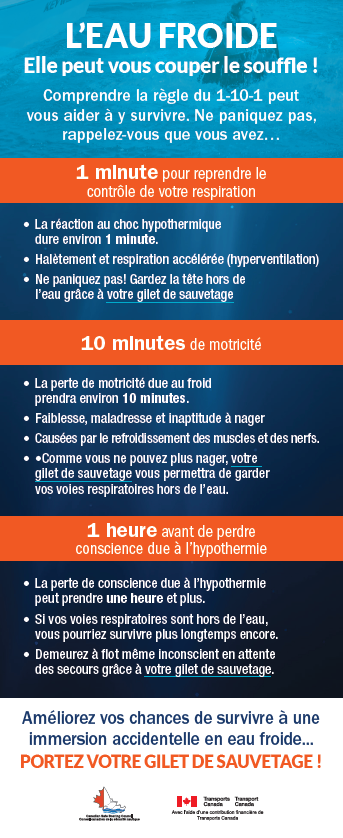 L'EAU FROIDE
Elle peut vous couper le souffle !
Comprendre la règle du 1-10-1 peut
vous aider à y survivre. Ne paniquez pas,
rappelez-vous que vous avez...
1 minute pour reprendre le
contrôle de votre respiration
• La réaction au choc hypothermique
dure environ 1 minute.
• Halètement et respiration accélérée (hyperventilation)
• Ne paniquez pas! Gardez la tête hors de
l'eau grâce à votre gilet de sauvetage
10 minutes de motricité
• La perte de motricité due au froid
prendra environ 10 minutes.
• Faiblesse, maladresse et inaptitude à nager
• Causées par le refroidissement des muscles et des nerfs.
• •Comme vous ne pouvez plus nager, votre
gilet de sauvetage vous permettra de garder
vos voies respiratoires hors de l'eau.
1 heure avant de perdre
conscience due à l'hypothermie
• La perte de conscience due à l'hypothermie
peut prendre une heure et plus.
• Si vos voies respiratoires sont hors de l'eau,
vous pourriez survivre plus longtemps encore.
• Demeurez à flot même inconscient en attente
des secours grâce à votre gilet de sauvetage.
Améliorez vos chances de survivre à une
immersion accidentelle en eau froide...
PORTEZ VOTRE GILET DE SAUVETAGE !
Canadian Safe Boating Council
Conseil canadien de la sécurité nautique
Transports Canada
Transport Canada
Avec l'aide d'une contribution financière de
Transports Canada